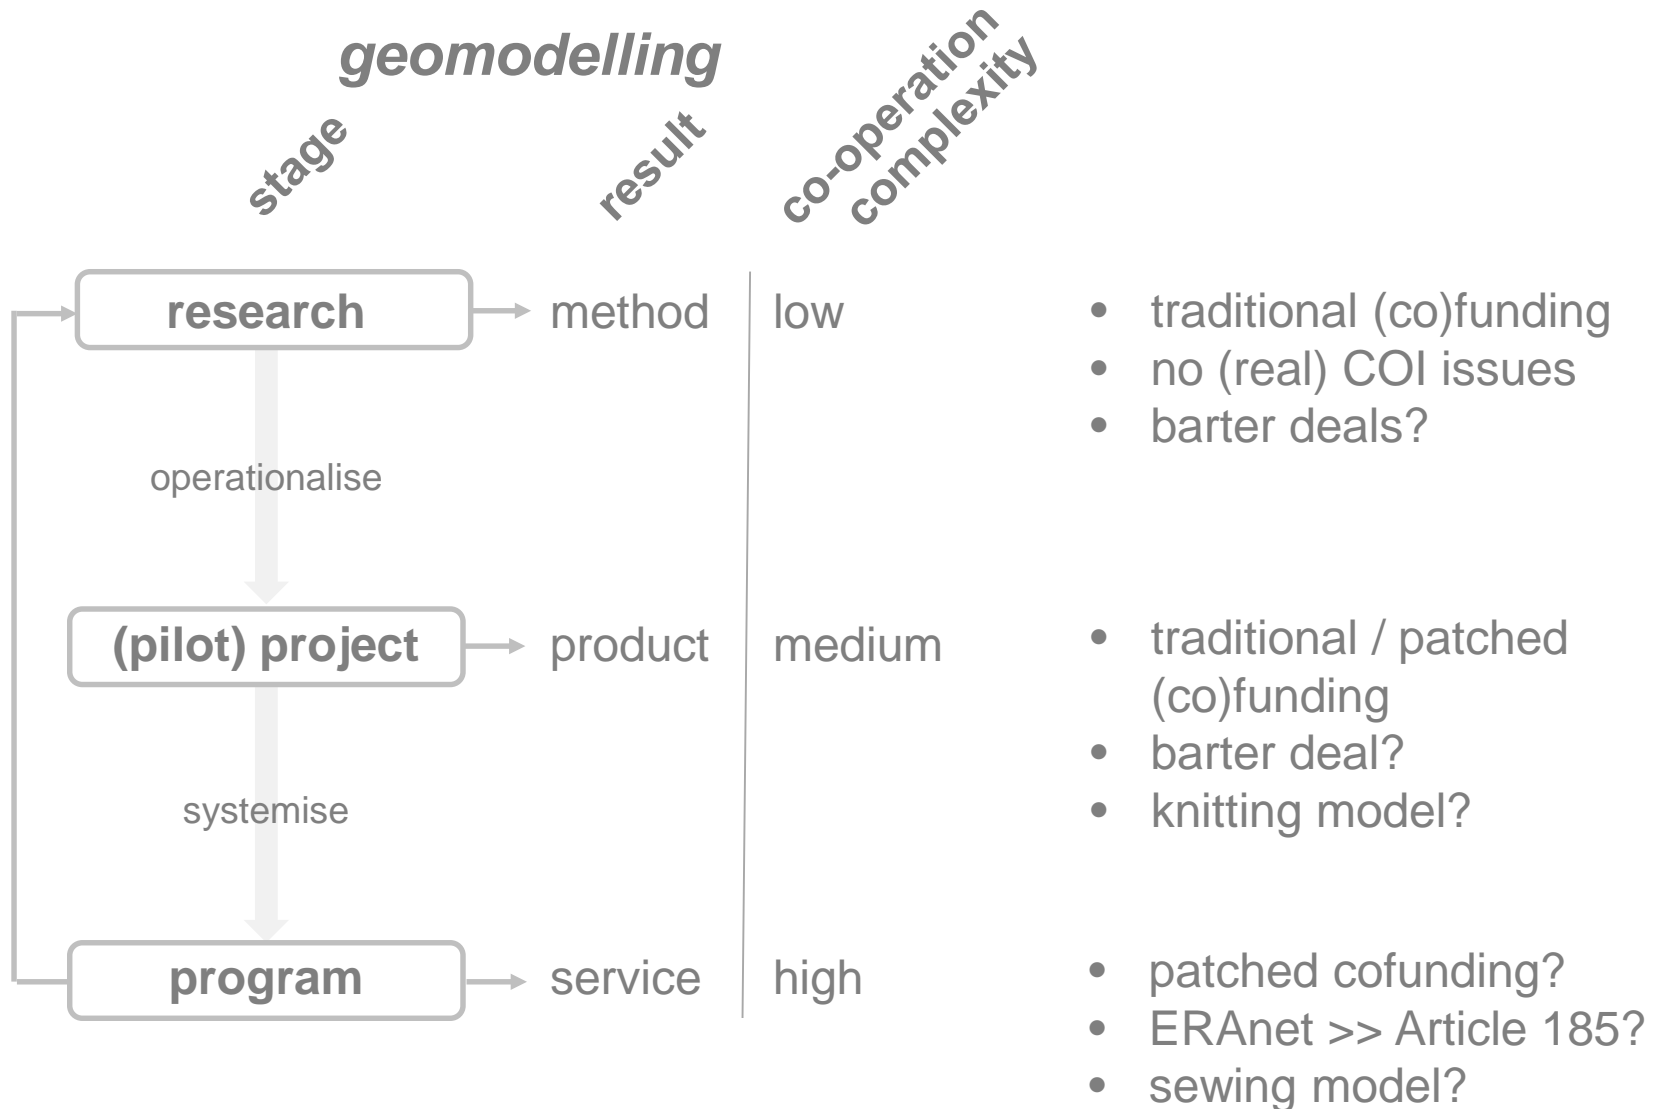 geomodelling
stage
result
co-operation
complexity
research
method
low
• traditional (co)funding
• no (real) COI issues
• barter deals?
operationalise
(pilot) project
product
medium
• traditional / patched
(co)funding
• barter deal?
• knitting model?
systemise
program
service
high
• patched cofunding?
• ERAnet >> Article 185?
• sewing model?